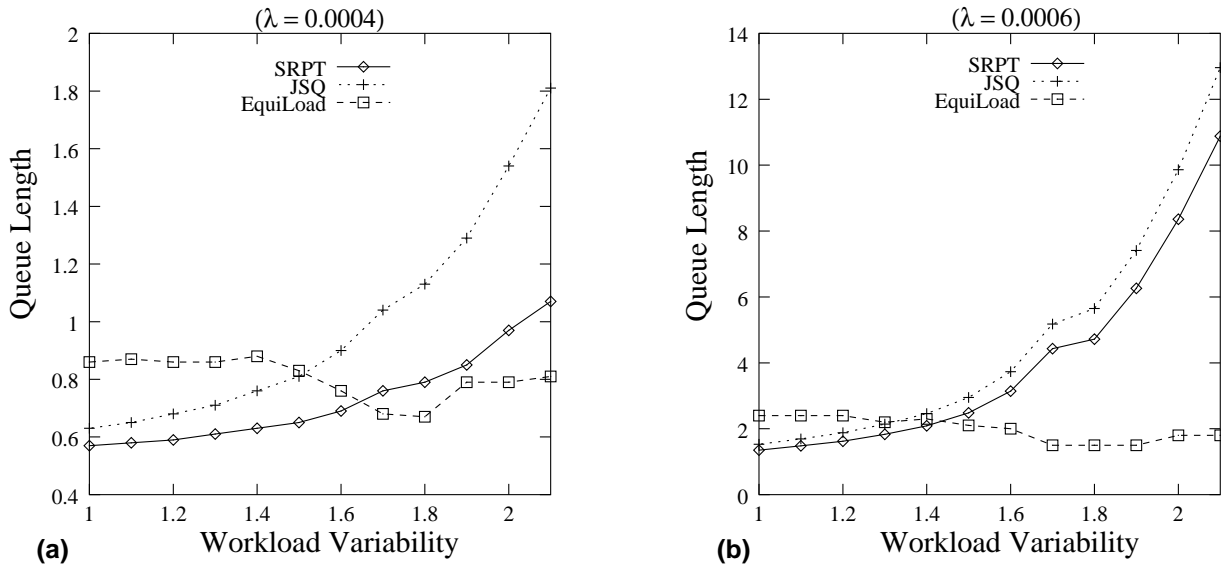 (λ = 0.0004)
2
1.8
1.6
1.4
1.2
1
0.8
0.6
0.4
Queue Length
SRPT
JSQ
EquiLoad
1 1.2 1.4 1.6 1.8 2
Workload Variability
(a)
(λ = 0.0006)
14
12
10
8
6
4
2
0
Queue Length
SRPT
JSQ
EquiLoad
1 1.2 1.4 1.6 1.8 2
Workload Variability
(b)